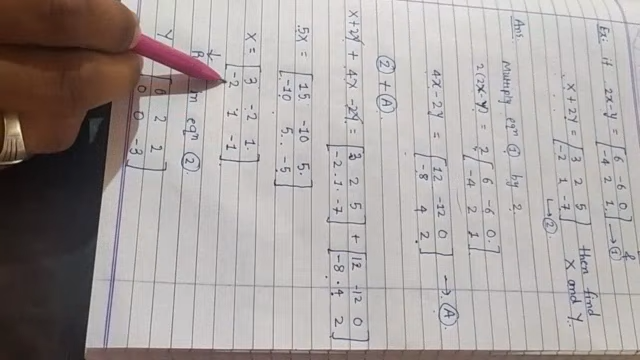 Ex. If 2x-y = [ 6 -6 0 ] → ① &
[ -4 2 1 ]
x+2y = [ 3 2 5 ] then find
[ -2 1 -7 ] → ② X and Y.
Ans. Multiply eqn ① by 2.
2(2x-y) = 2 [ 6 -6 0 ]
[ -4 2 1 ]
4x-2y = [ 12 -12 0 ] → Ⓐ
[ -8 4 2 ]
② + Ⓐ
x+2y + 4x-2y = [ 3 2 5 ] + [ 12 -12 0 ]
[ -2 1 -7 ] [ -8 4 2 ]
5x = [ 15 -10 5 ]
[ -10 5 -5 ]
X = [ 3 -2 1 ]
[ -2 1 -1 ]
eqn ②
Y
[ 6 2 2 ]
[ 0 0 -3 ]